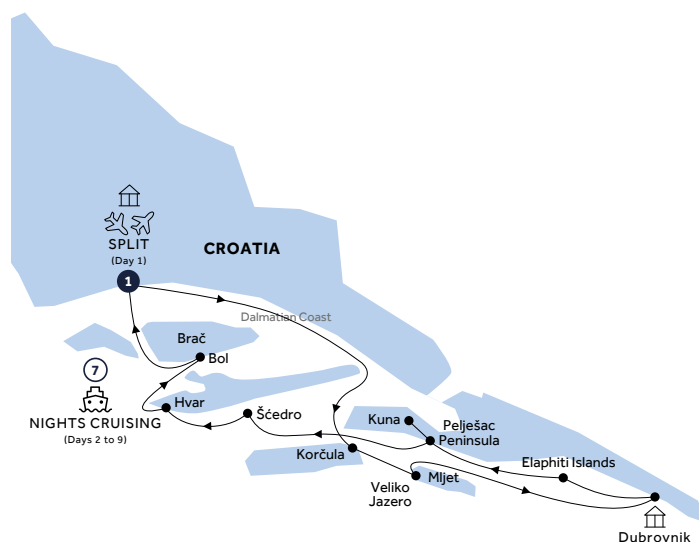 SPLIT
(Day 1)
CROATIA
1
Dalmatian Coast
Brač
Bol
7
NIGHTS CRUISING
(Days 2 to 9)
Hvar
Šćedro
Kuna
Pelješac
Peninsula
Korčula
Elaphiti Islands
Mljet
Veliko
Jazero
Dubrovnik